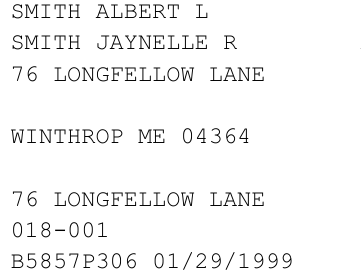 SMITH ALBERT L
SMITH JAYNELLE R
76 LONGFELLOW LANE
WINTHROP ME 04364
76 LONGFELLOW LANE
018-001
B5857P306 01/29/1999